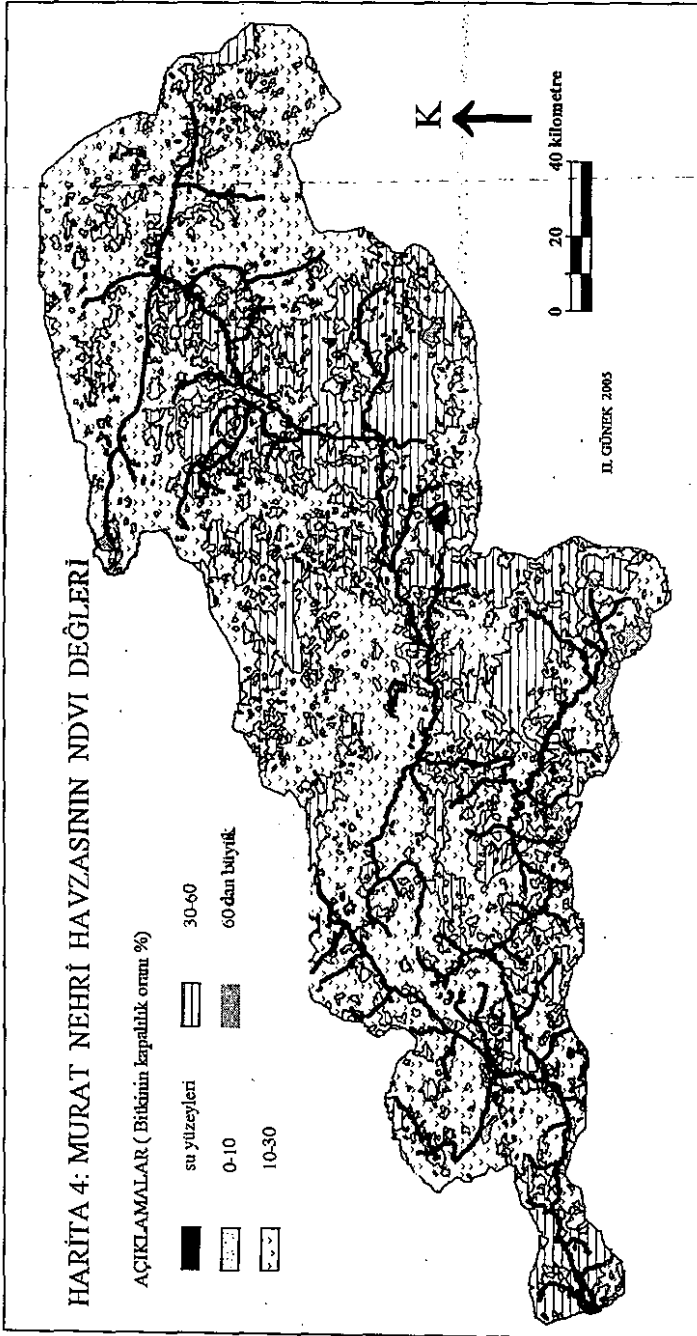 HARİTA 4: MURAT NEHRİ HAVZASININ NDVI DEĞLERİ
AÇIKLAMALAR ( Bitkinin kapalılık oranı %)
su yüzeyleri
0-10
10-30
30-60
60 dan büyük
K
0 20 40 kilometre
H. GÜNEK 2005